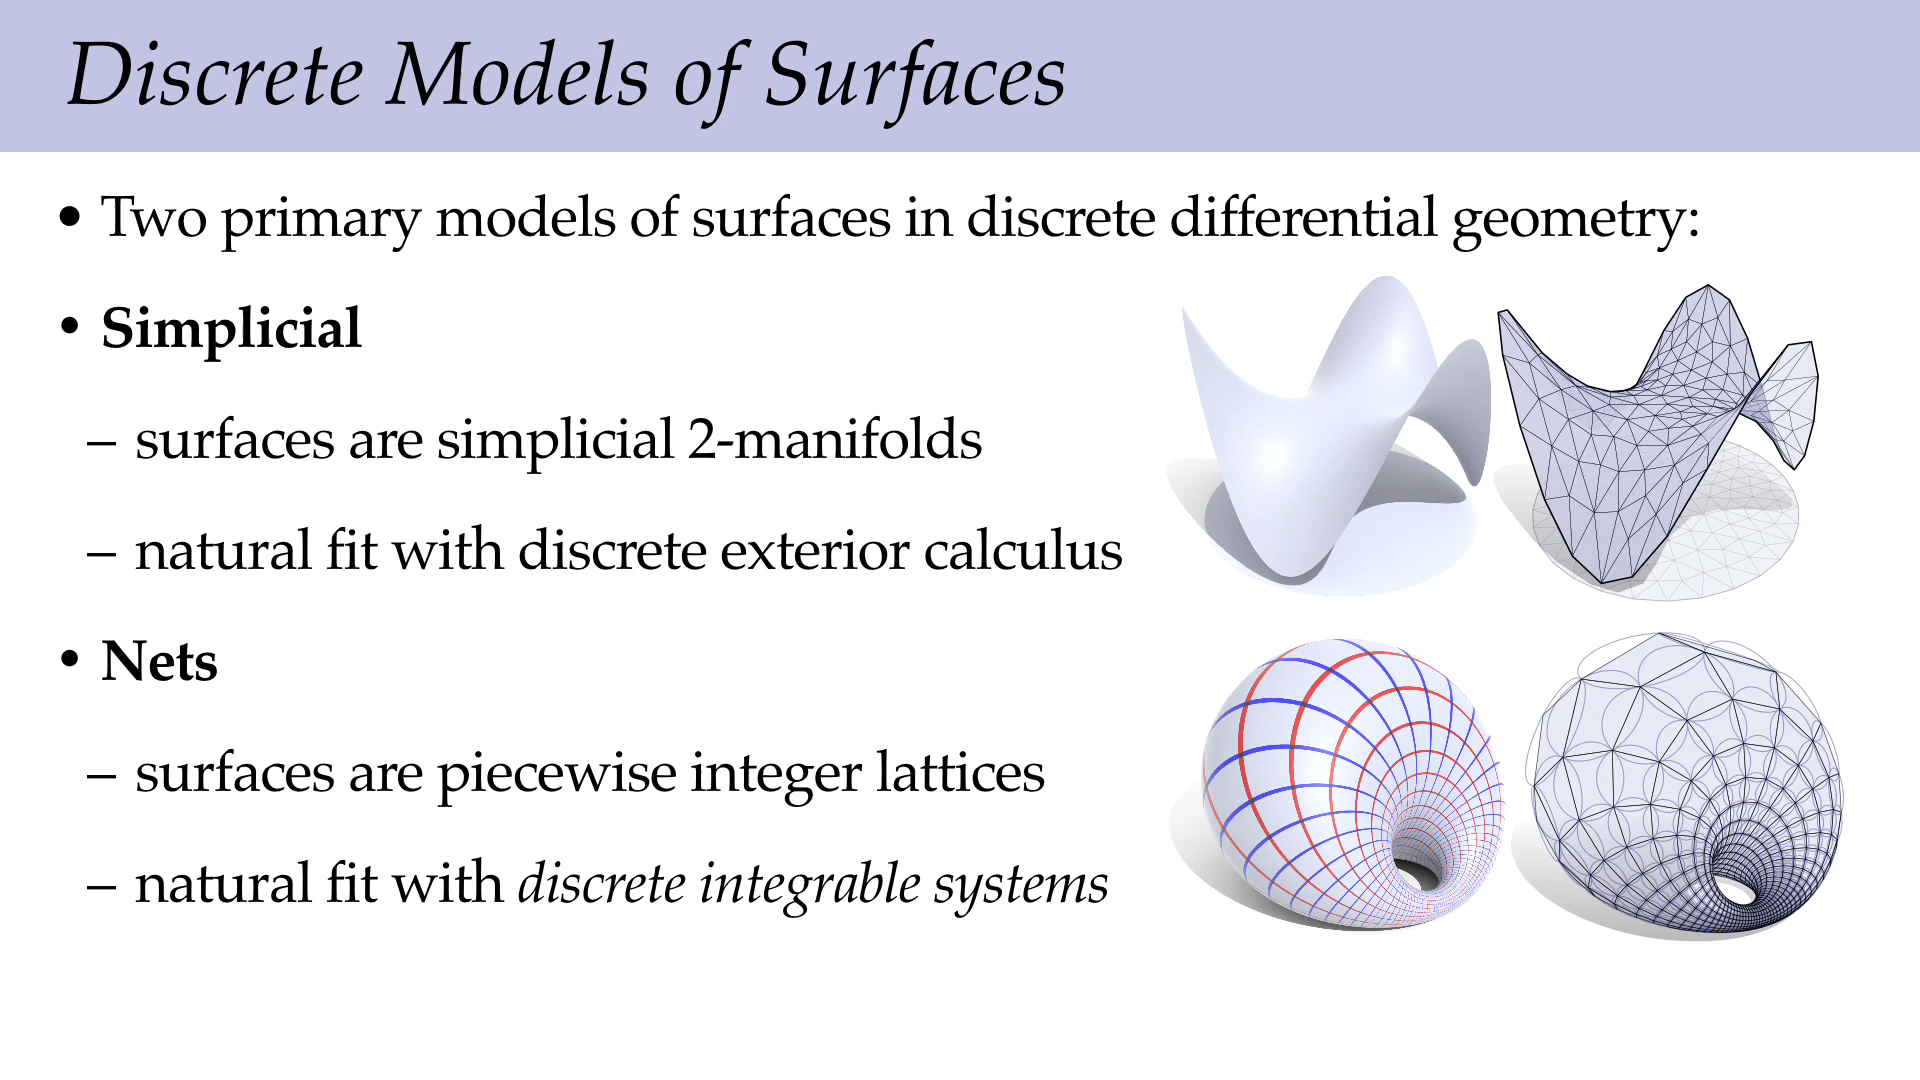 Discrete Models of Surfaces
• Two primary models of surfaces in discrete differential geometry:
• Simplicial
– surfaces are simplicial 2-manifolds
– natural fit with discrete exterior calculus
• Nets
– surfaces are piecewise integer lattices
– natural fit with discrete integrable systems